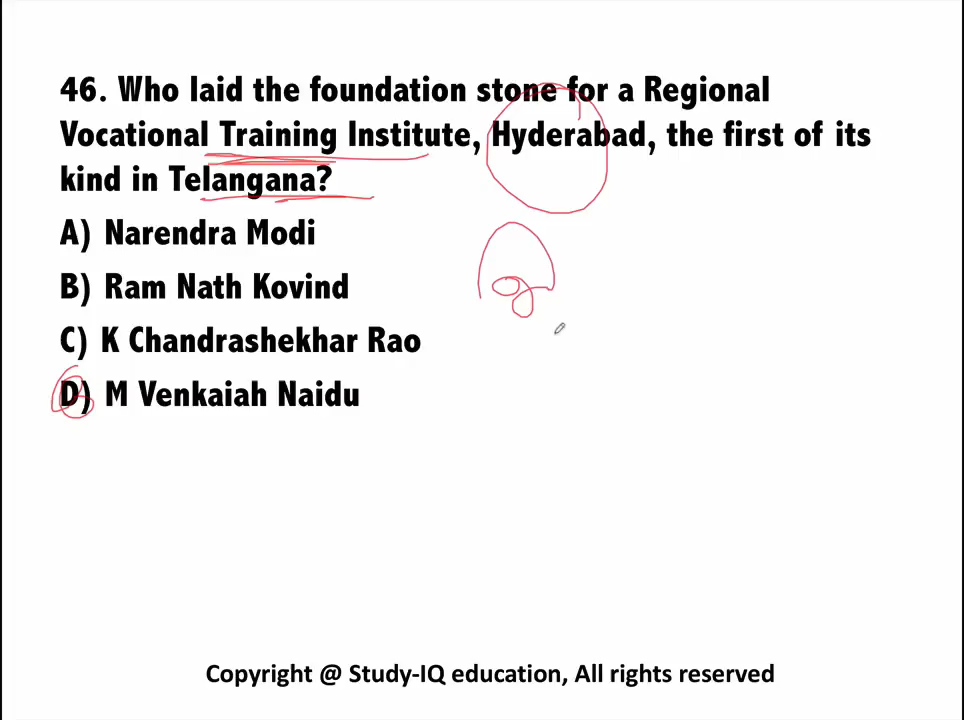 46. Who laid the foundation stone for a Regional
Vocational Training Institute, Hyderabad, the first of its
kind in Telangana?
A) Narendra Modi
B) Ram Nath Kovind
C) K Chandrashekhar Rao
D) M Venkaiah Naidu
Copyright @ Study-IQ education, All rights reserved